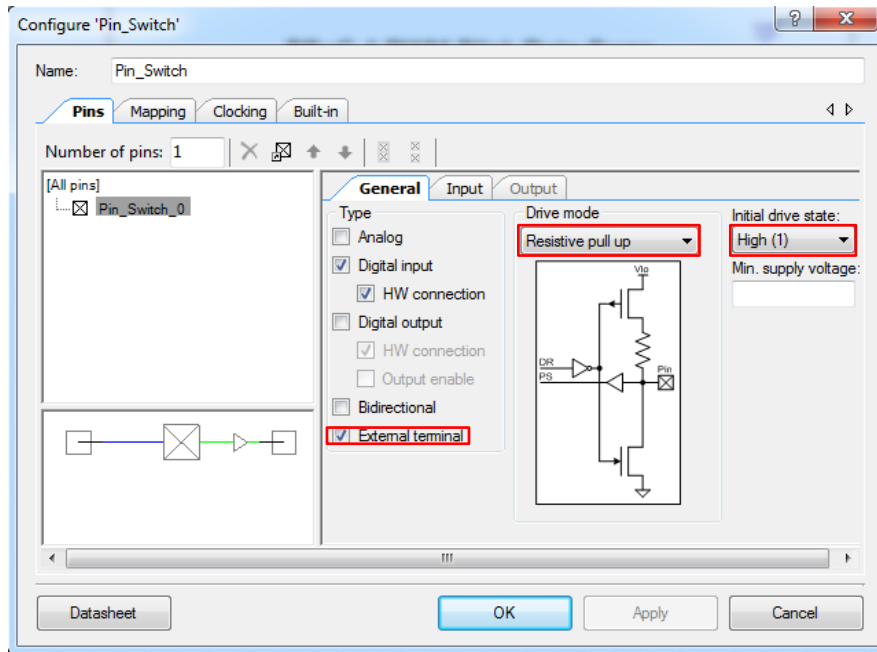 Configure 'Pin_Switch'
Name: Pin_Switch
Pins Mapping Clocking Built-in
Number of pins: 1
[All pins]
Pin_Switch_0
General Input Output
Type
Analog
Digital input
HW connection
Digital output
HW connection
Output enable
Bidirectional
External terminal
Drive mode
Resistive pull up
Vio
DR
PS
Pin
Initial drive state:
High (1)
Min. supply voltage:
Datasheet OK Apply Cancel